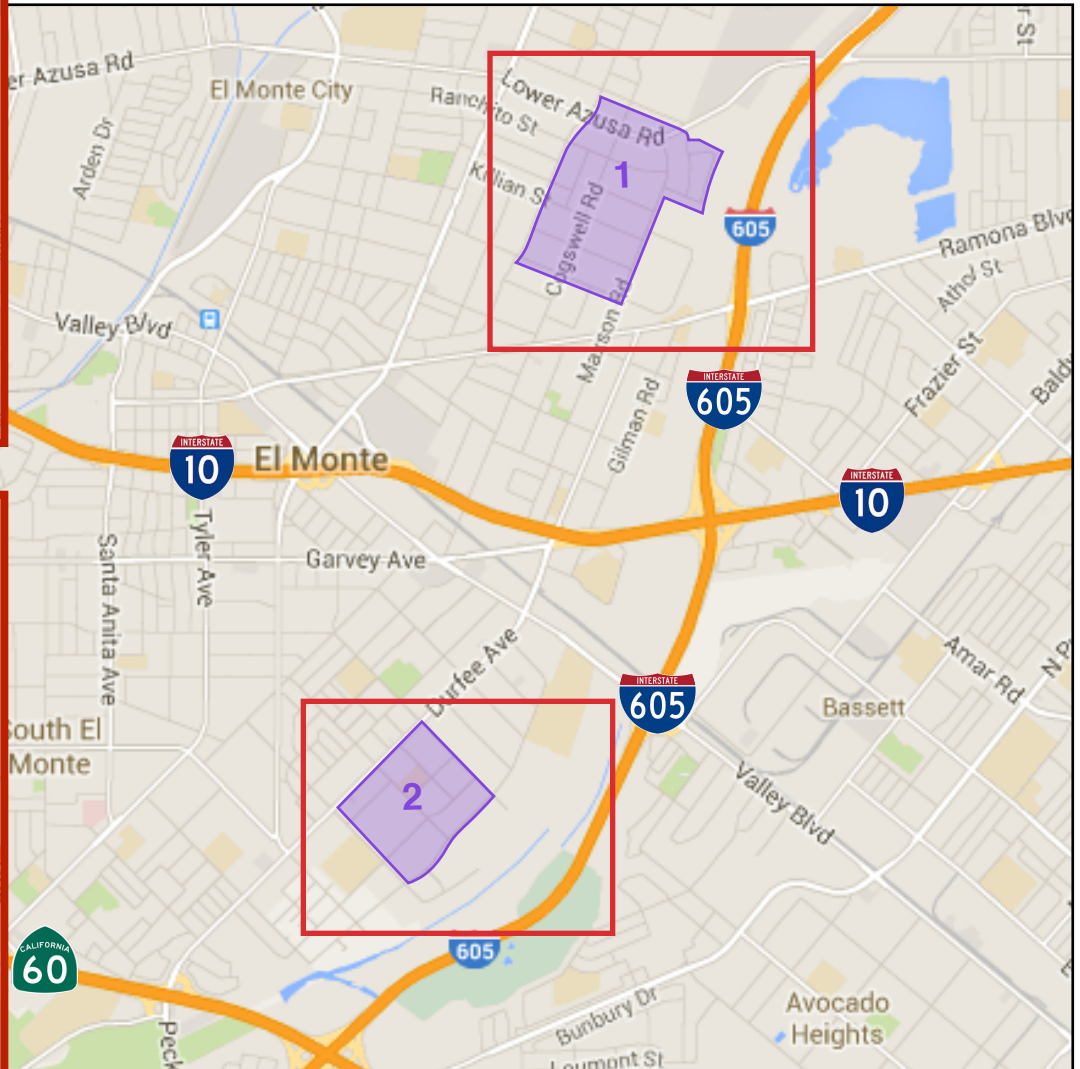 er Azusa Rd
El Monte City
Arden Dr
Ranchito St
Lower Azusa Rd
Killian St
1
Cogswell Rd
605
Ramona Blvd
Athol St
Valley Blvd
Frazier St
Gilman Rd
INTERSTATE
605
INTERSTATE
10
El Monte
INTERSTATE
10
Tyler Ave
Santa Anita Ave
Garvey Ave
Durfee Ave
INTERSTATE
605
Amar Rd
Bassett
South El
Monte
2
Valley Blvd
CALIFORNIA
60
605
Peck
Bunbury Dr
Avocado
Heights